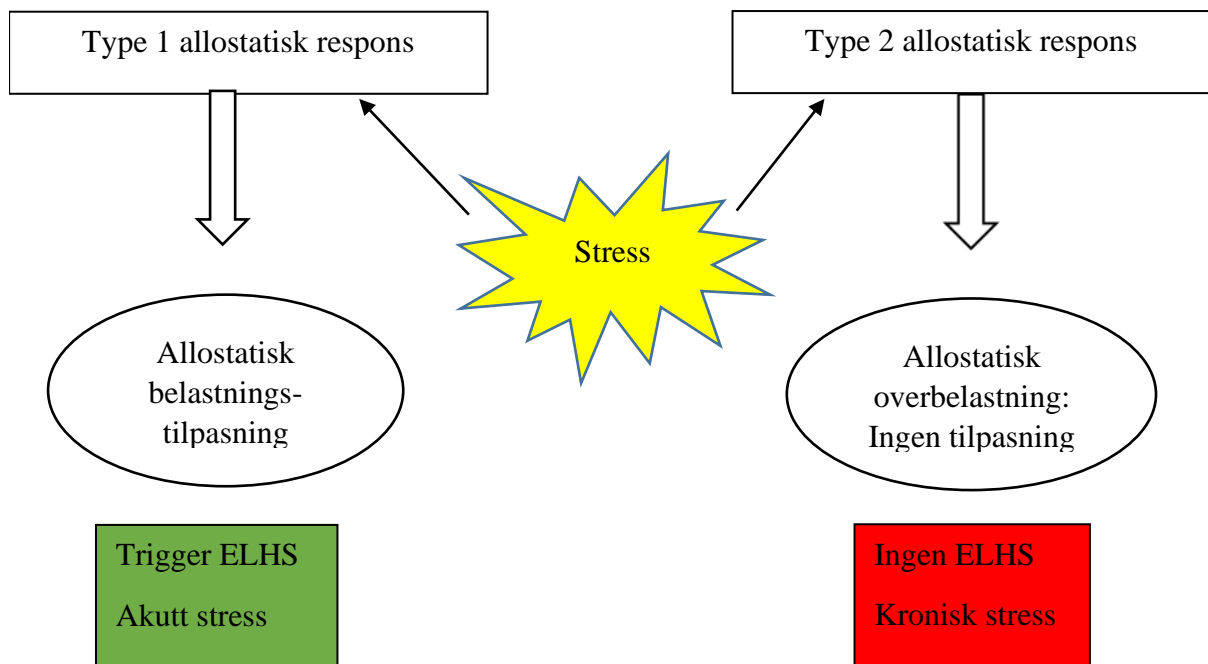 Type 1 allostatisk respons
Type 2 allostatisk respons
Stress
Allostatisk
belastnings-
tilpasning
Allostatisk
overbelastning:
Ingen tilpasning
Trigger ELHS
Akutt stress
Ingen ELHS
Kronisk stress